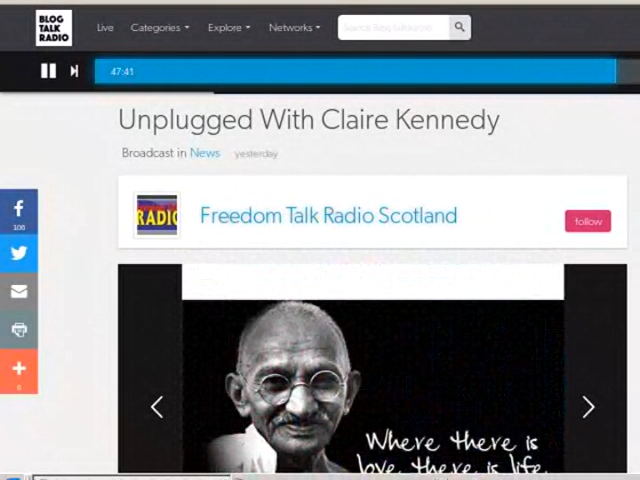 BLOG
TALK
RADIO
Live Categories Explore Networks
47:41
Unplugged With Claire Kennedy
Broadcast in News yesterday
RADIO
Freedom Talk Radio Scotland
follow
106
Where there is
love, there is life.